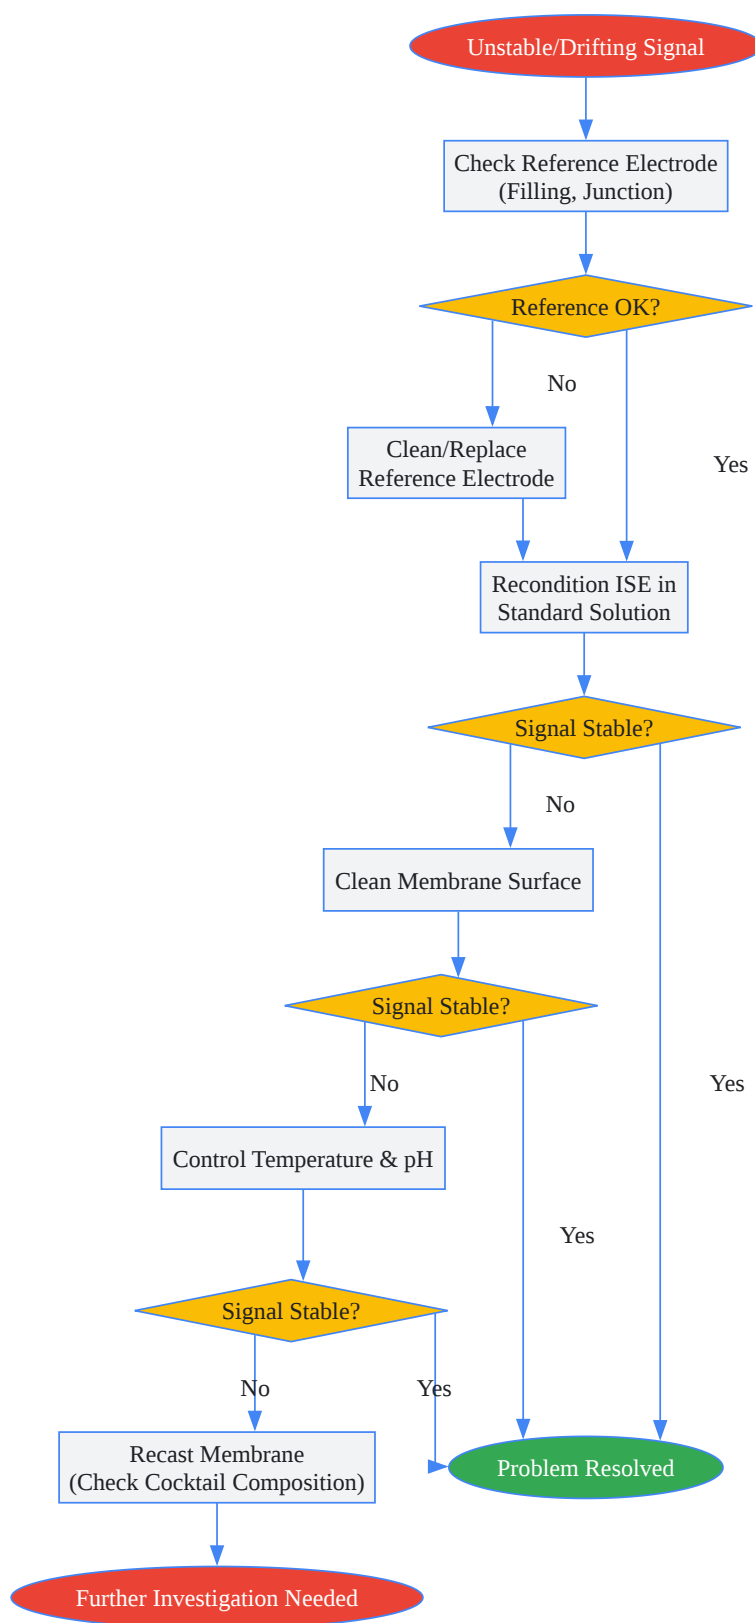 Unstable/Drifting Signal
Check Reference Electrode
(Filling, Junction)
Reference OK?
No
Clean/Replace
Reference Electrode
Yes
Recondition ISE in
Standard Solution
Signal Stable?
No
Clean Membrane Surface
Signal Stable?
No
Yes
Control Temperature & pH
Yes
Signal Stable?
No
Yes
Recast Membrane
(Check Cocktail Composition)
Problem Resolved
Further Investigation Needed